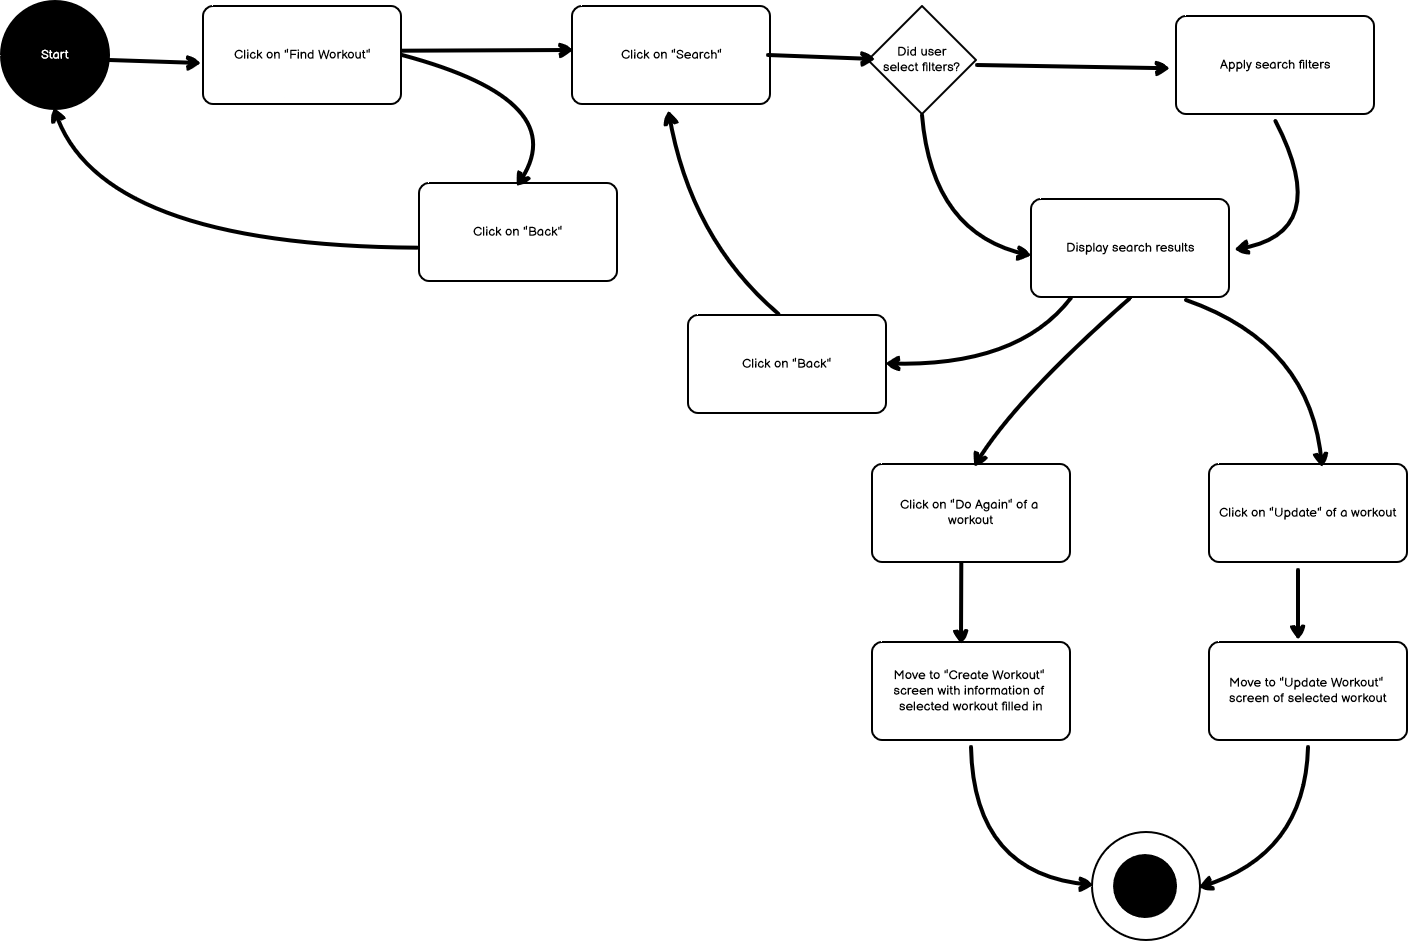 Start
Click on "Find Workout"
Click on "Search"
Did user
select filters?
Apply search filters
Click on "Back"
Display search results
Click on "Back"
Click on "Do Again" of a
workout
Click on "Update" of a workout
Move to "Create Workout"
screen with information of
selected workout filled in
Move to "Update Workout"
screen of selected workout